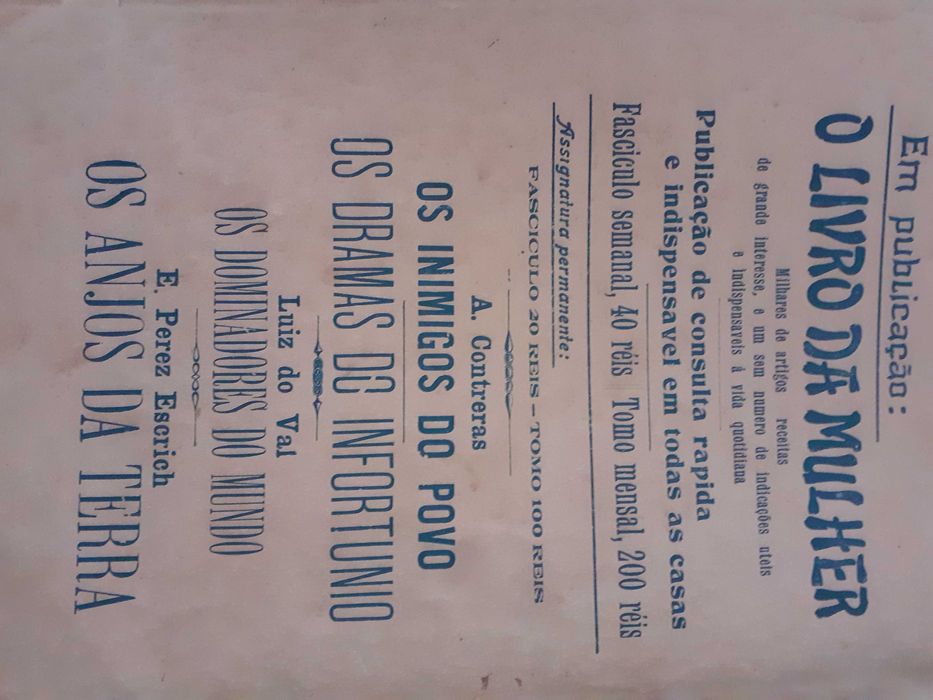 Em publicação:
O LIVRO DA MULHER
Milhares de artigos receitas
de grande interesse, e um sem numero de indicações uteis
e indispensaveis á vida quotidiana
Publicação de consulta rapida
e indispensavel em todas as casas
Fasciculo semanal, 40 réis Tomo mensal, 200 réis
Assignatura permanente:
FASCICULO 20 REIS — TOMO 100 REIS
A. Contreras
OS INIMIGOS DO POVO
OS DRAMAS DO INFORTUNIO
Luiz do Val
OS DOMINADORES DO MUNDO
E. Perez Escrich
OS ANJOS DA TERRA